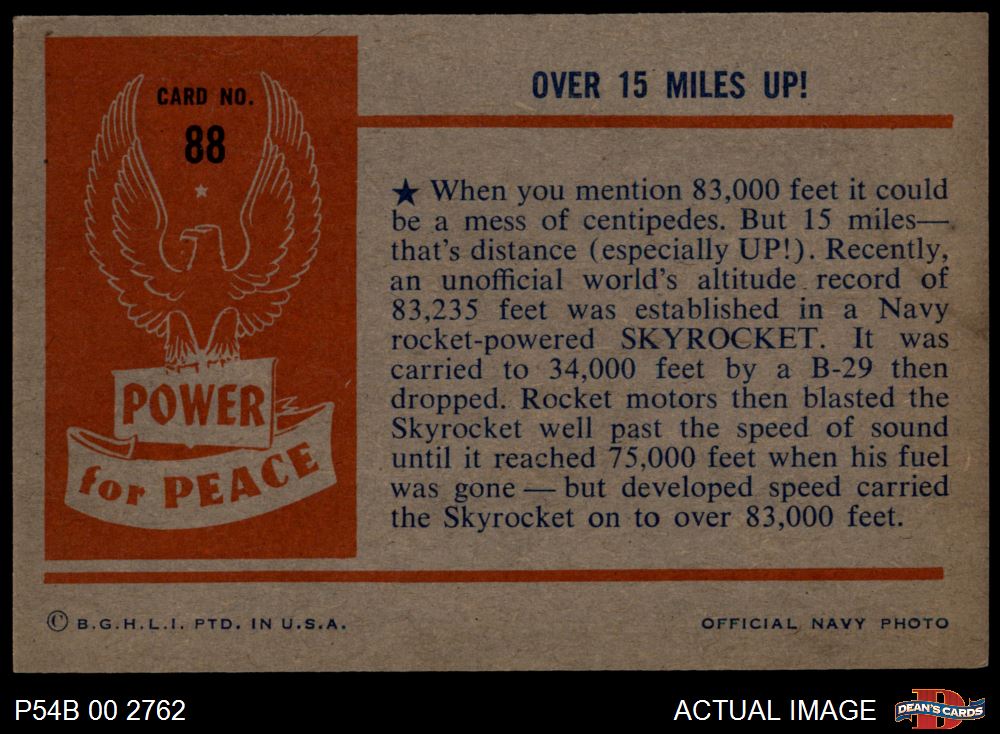 CARD NO.
88
POWER
for PEACE
OVER 15 MILES UP!
★ When you mention 83,000 feet it could
be a mess of centipedes. But 15 miles—
that's distance (especially UP!). Recently,
an unofficial world's altitude record of
83,235 feet was established in a Navy
rocket-powered SKYROCKET. It was
carried to 34,000 feet by a B-29 then
dropped. Rocket motors then blasted the
Skyrocket well past the speed of sound
until it reached 75,000 feet when his fuel
was gone — but developed speed carried
the Skyrocket on to over 83,000 feet.
© B.G.H.L.I. PTD. IN U.S.A.
OFFICIAL NAVY PHOTO
P54B 00 2762
ACTUAL IMAGE
D
DEAN'S CARDS